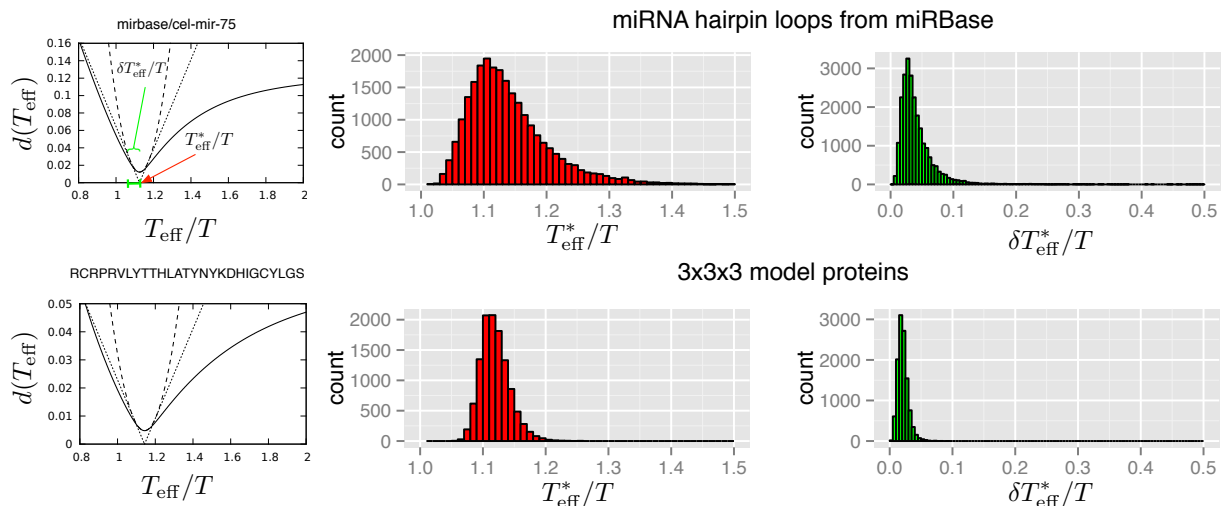 mirbase/cel-mir-75
miRNA hairpin loops from miRBase
d(T_eff)
0.16
0.14
0.12
0.1
0.08
0.06
0.04
0.02
0
δT*_eff/T
T*_eff/T
0.8 1 1.2 1.4 1.6 1.8 2
T_eff/T
count
2000
1500
1000
500
0
1.0 1.1 1.2 1.3 1.4 1.5
T*_eff/T
count
3000
2000
1000
0
0.0 0.1 0.2 0.3 0.4 0.5
δT*_eff/T
RCRPRVLYTTHLATYNYKDHIGCYLGS
3x3x3 model proteins
d(T_eff)
0.05
0.04
0.03
0.02
0.01
0
0.8 1 1.2 1.4 1.6 1.8 2
T_eff/T
count
2000
1500
1000
500
0
1.0 1.1 1.2 1.3 1.4 1.5
T*_eff/T
count
3000
2000
1000
0
0.0 0.1 0.2 0.3 0.4 0.5
δT*_eff/T